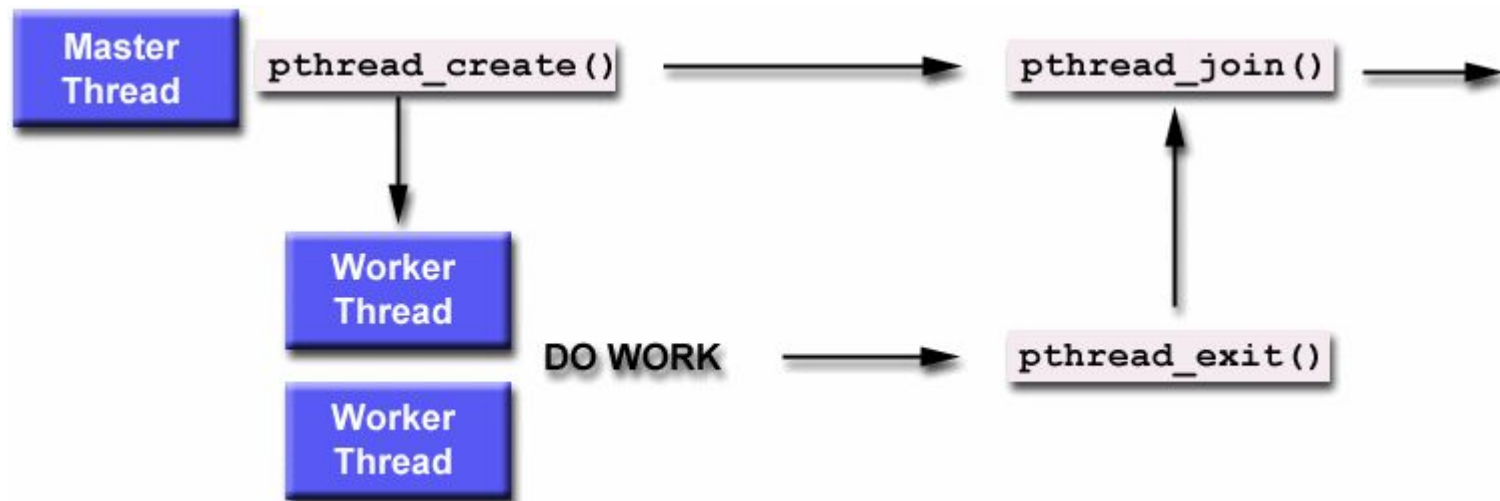 Master
Thread
pthread_create()
pthread_join()
Worker
Thread
DO WORK
pthread_exit()
Worker
Thread